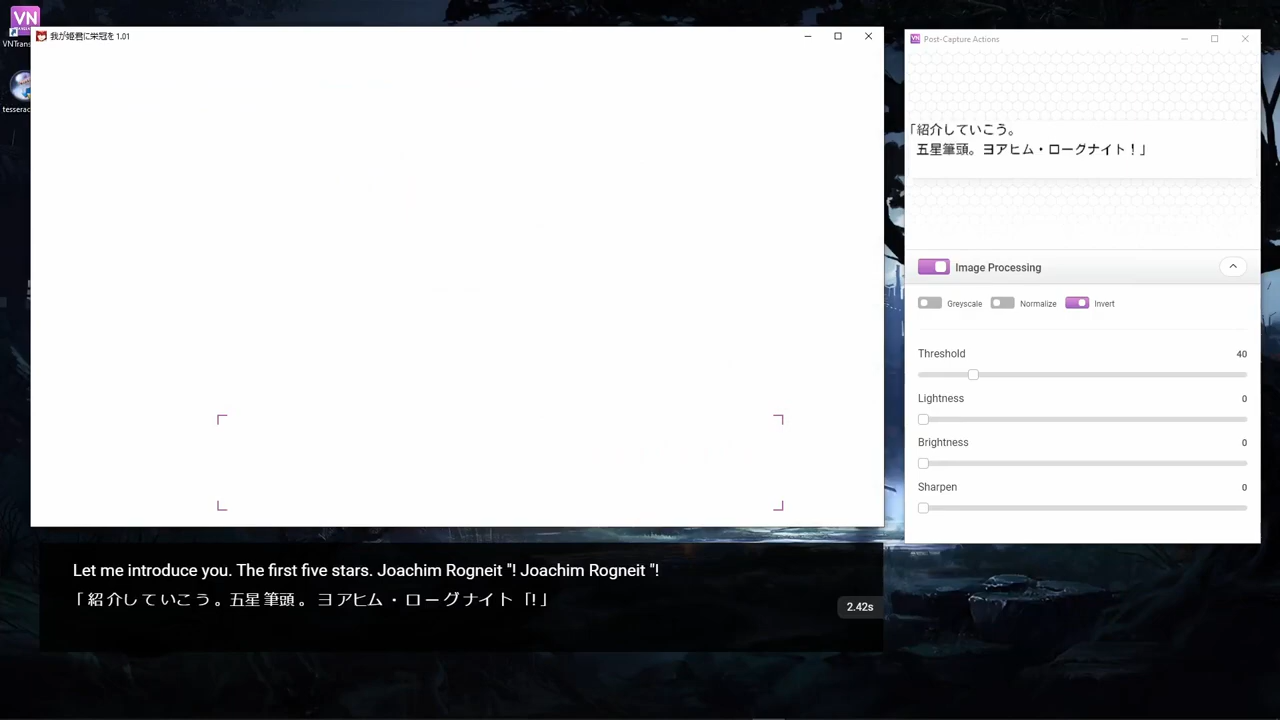 VN
VNTrans
tesserac
我が姫君に栄冠を 1.01
Post-Capture Actions
「紹介していこう。
五星筆頭。ヨアヒム・ローグナイト！」
Image Processing
Greyscale
Normalize
Invert
Threshold
40
Lightness
0
Brightness
0
Sharpen
0
Let me introduce you. The first five stars. Joachim Rogneit "! Joachim Rogneit "!
「紹介していこう。五星筆頭。ヨアヒム・ローグナイト「!」
2.42s